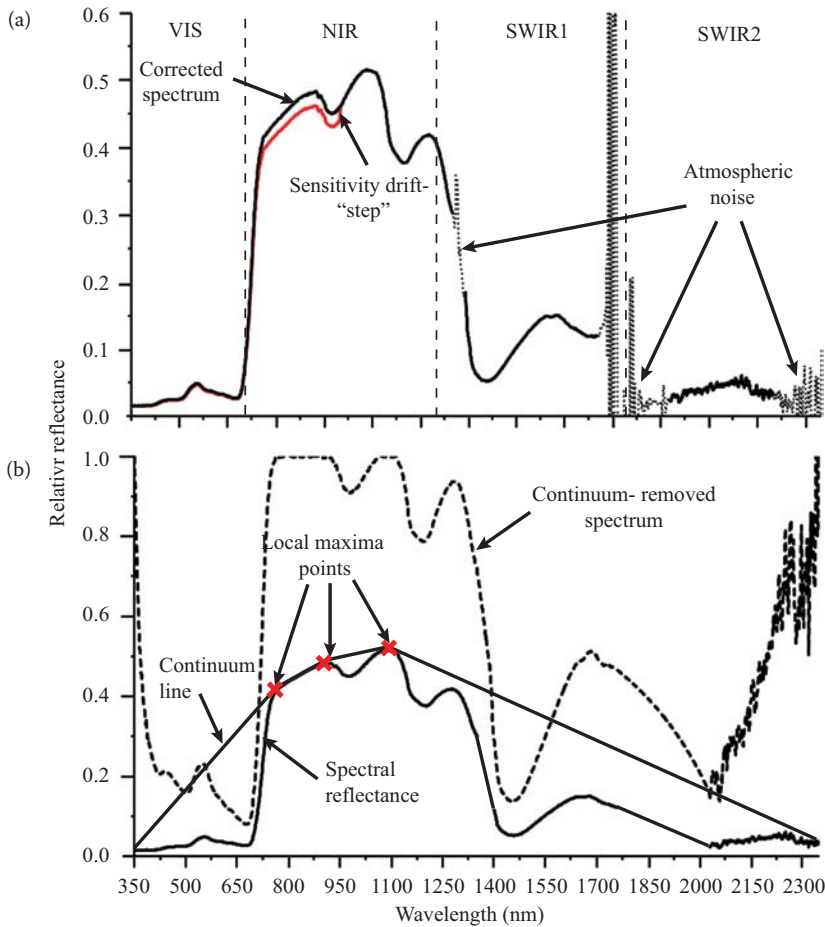 (a)
0.6
VIS
NIR
SWIR1
SWIR2
Corrected
spectrum
0.5
0.4
Sensitivity drift-
“step”
Atmospheric
noise
0.3
0.2
0.1
0.0
Relativr reflectance
(b)
1.0
Continuum- removed
spectrum
0.8
Local maxima
points
0.6
Continuum
line
0.4
Spectral
reflectance
0.2
0.0
350 500 650 800 950 1100 1250 1400 1550 1700 1850 2000 2150 2300
Wavelength (nm)